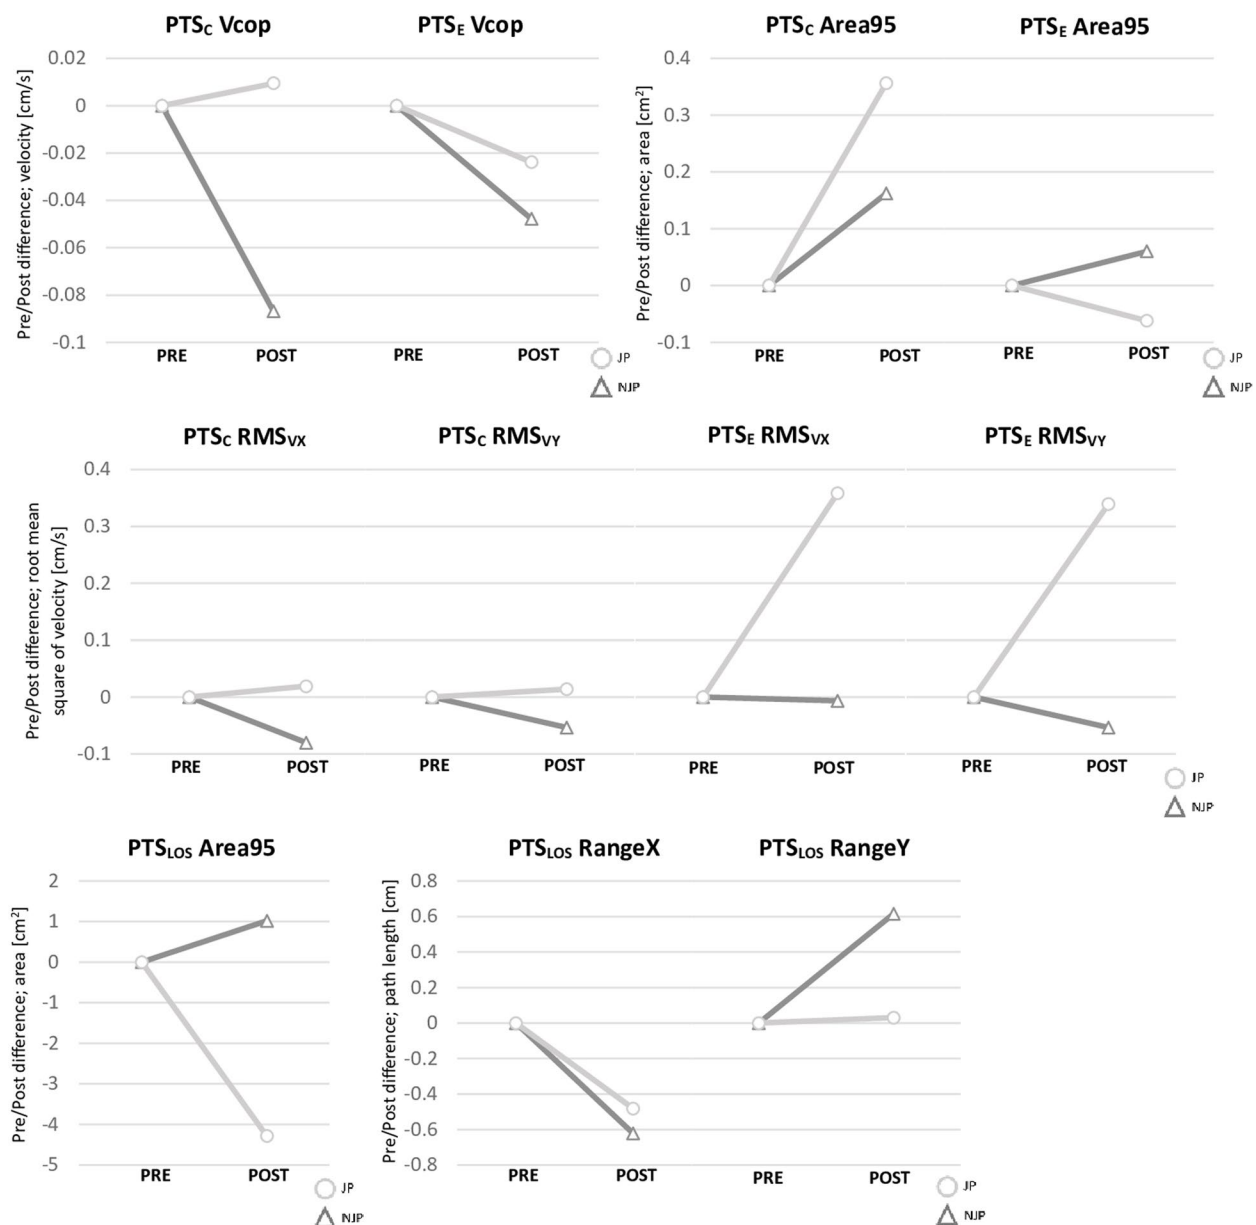 PTSC Vcop
PTSE Vcop
0.02
0
-0.02
-0.04
-0.06
-0.08
-0.1
Pre/Post difference; velocity [cm/s]
PRE
POST
PRE
POST
JP
NJP
PTSC Area95
PTSE Area95
0.4
0.3
0.2
0.1
0
-0.1
Pre/Post difference; area [cm²]
PRE
POST
PRE
POST
JP
NJP
PTSC RMSVX
PTSC RMSVY
PTSE RMSVX
PTSE RMSVY
0.4
0.3
0.2
0.1
0
-0.1
Pre/Post difference; root mean
square of velocity [cm/s]
PRE
POST
PRE
POST
PRE
POST
PRE
POST
JP
NJP
PTSLOS Area95
2
1
0
-1
-2
-3
-4
-5
Pre/Post difference; area [cm²]
PRE
POST
JP
NJP
PTSLOS RangeX
PTSLOS RangeY
0.8
0.6
0.4
0.2
0
-0.2
-0.4
-0.6
-0.8
Pre/Post difference; path length [cm]
PRE
POST
PRE
POST
JP
NJP